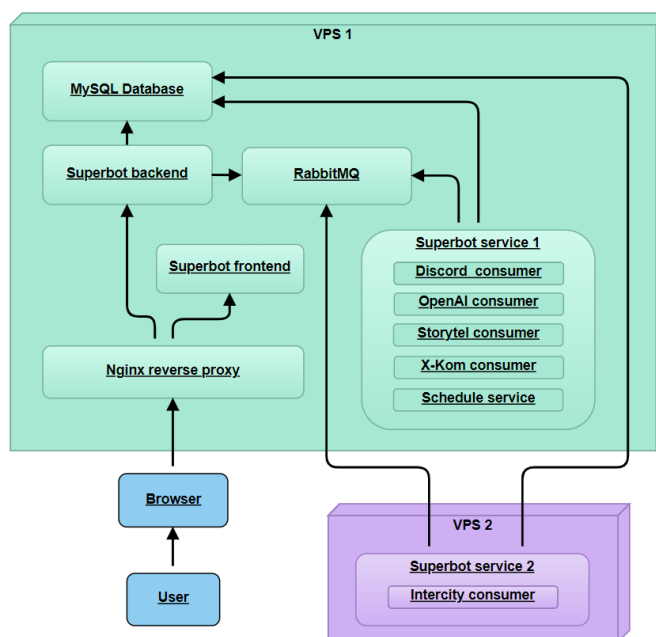 VPS 1
MySQL Database
Superbot backend
RabbitMQ
Superbot service 1
Superbot frontend
Discord  consumer
OpenAI consumer
Storytel consumer
X-Kom consumer
Schedule service
Nginx reverse proxy
Browser
User
VPS 2
Superbot service 2
Intercity consumer